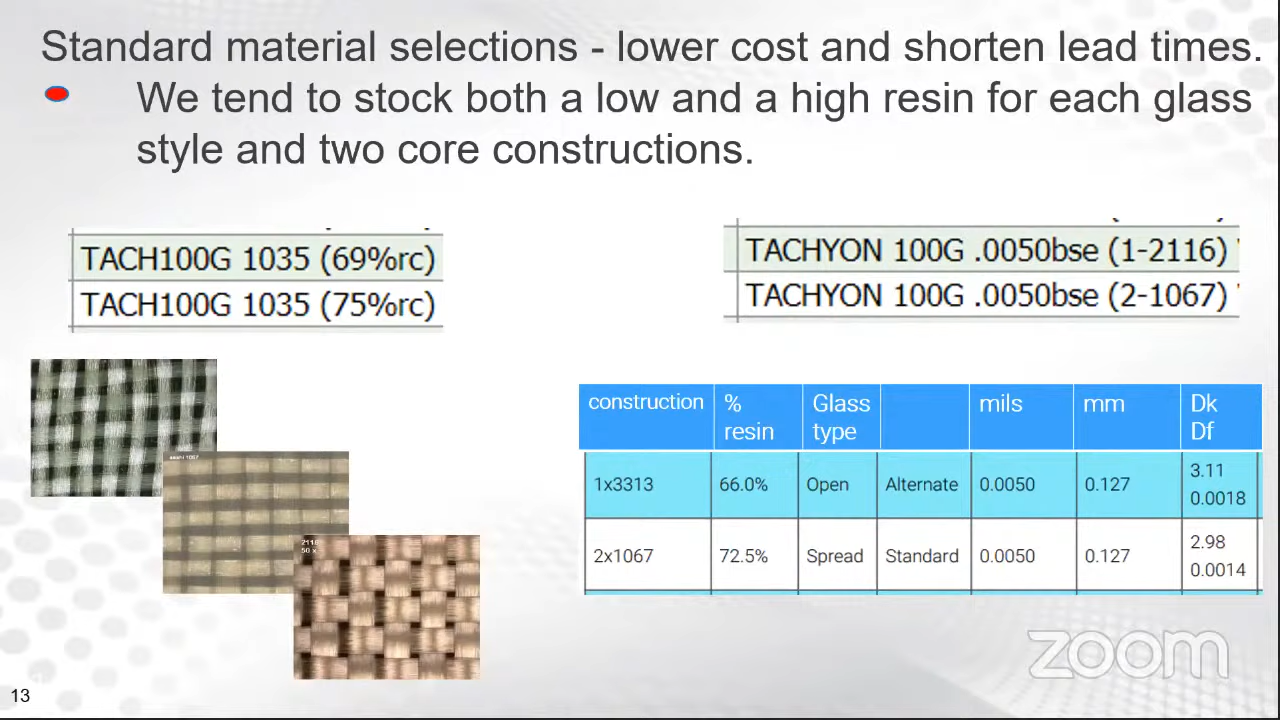 Standard material selections - lower cost and shorten lead times.
We tend to stock both a low and a high resin for each glass
style and two core constructions.
TACH100G 1035 (69%rc)
TACH100G 1035 (75%rc)
TACHYON 100G .0050bse (1-2116)
TACHYON 100G .0050bse (2-1067)
construction % resin Glass type mils mm Dk Df
1x3313 66.0% Open Alternate 0.0050 0.127 3.11 0.0018
2x1067 72.5% Spread Standard 0.0050 0.127 2.98 0.0014
50 x
zoom
13